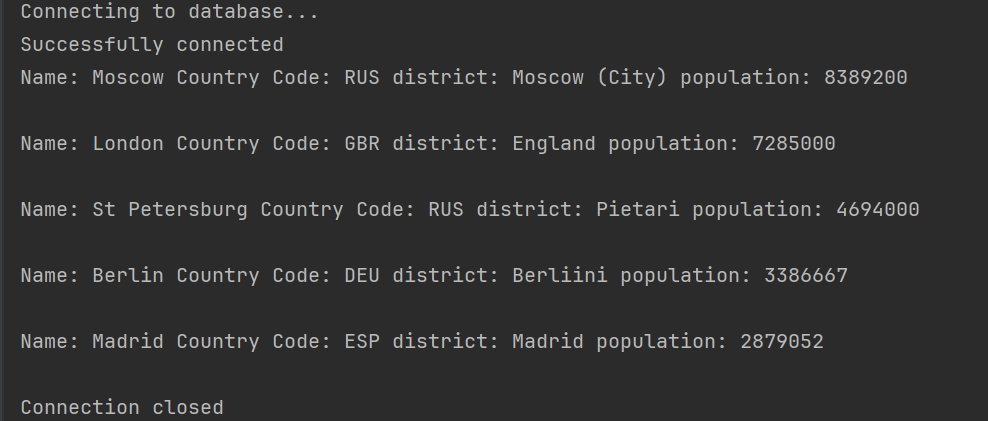 Connecting to database...
Successfully connected
Name: Moscow Country Code: RUS district: Moscow (City) population: 8389200
Name: London Country Code: GBR district: England population: 7285000
Name: St Petersburg Country Code: RUS district: Pietari population: 4694000
Name: Berlin Country Code: DEU district: Berliini population: 3386667
Name: Madrid Country Code: ESP district: Madrid population: 2879052
Connection closed